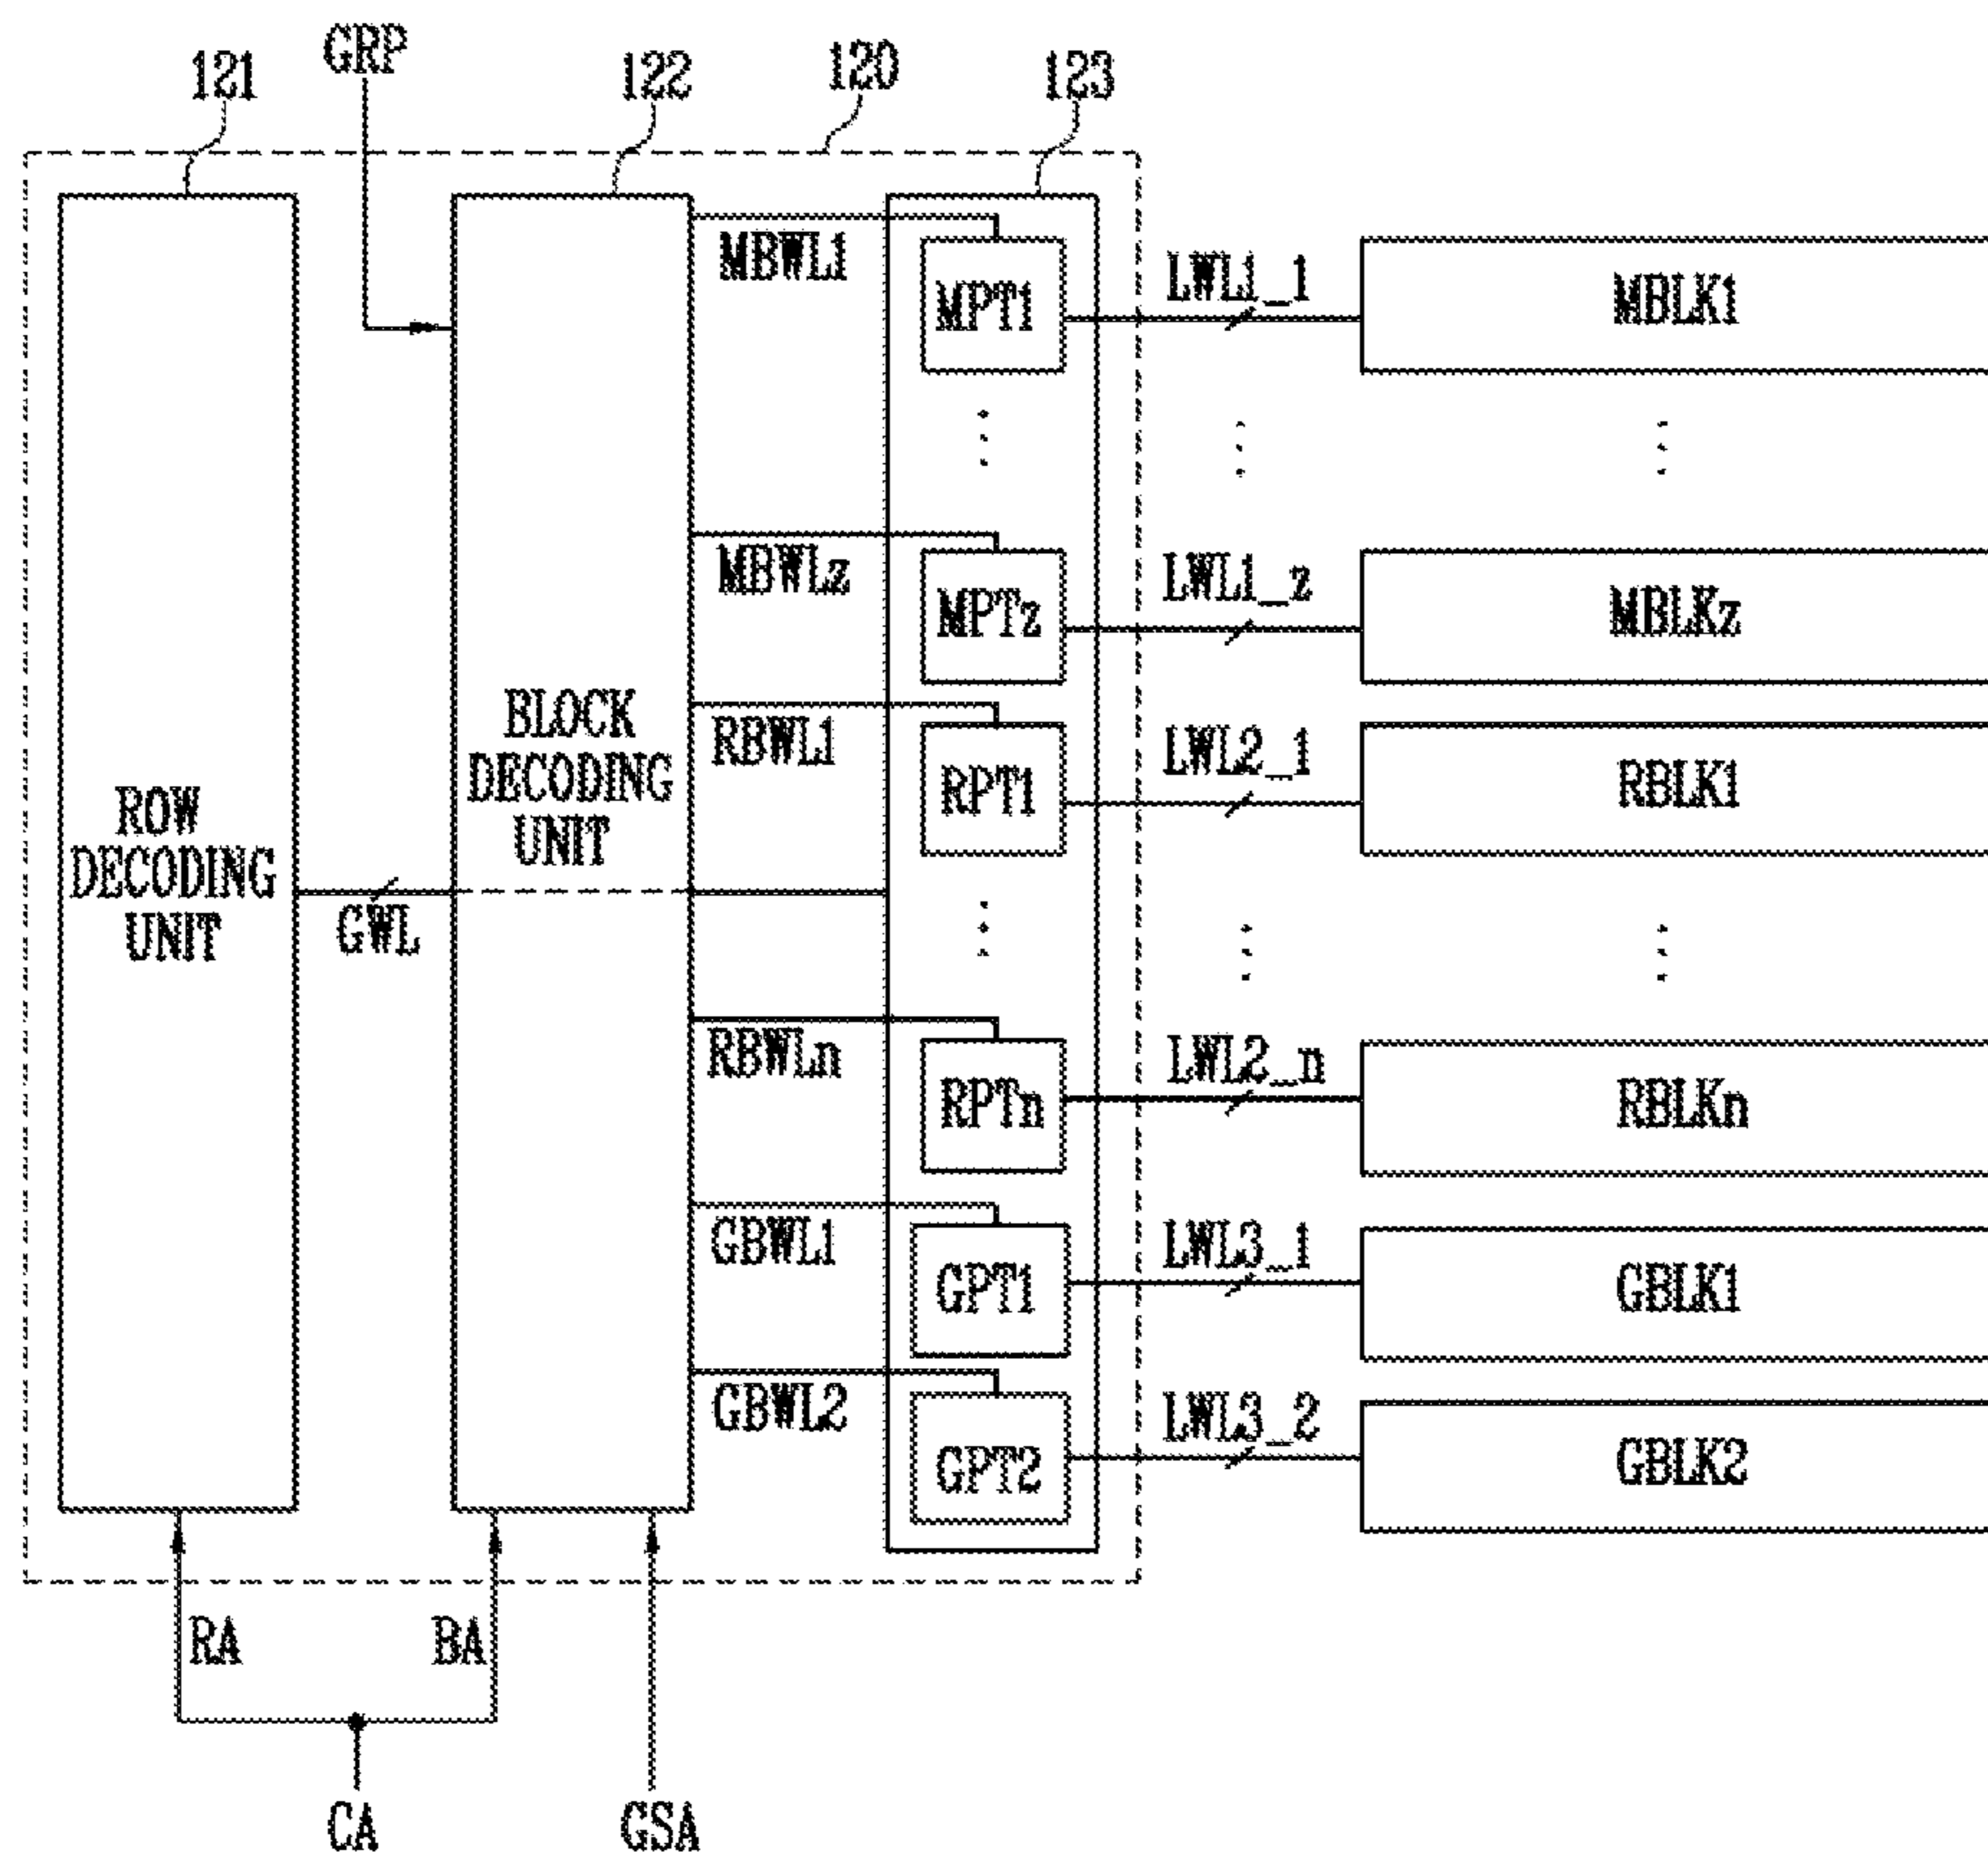 GRP
121
122
120
123
MBWL1
MPT1
LWL1_1
MBLK1
MBWLz
MPTz
LWL1_z
MBLKz
ROW
DECODING
UNIT
GWL
BLOCK
DECODING
UNIT
RBWL1
RPT1
LWL2_1
RBLK1
RBWLn
RPTn
LWL2_n
RBLKn
GBWL1
GPT1
LWL3_1
GBLK1
GBWL2
GPT2
LWL3_2
GBLK2
RA
BA
CA
GSA